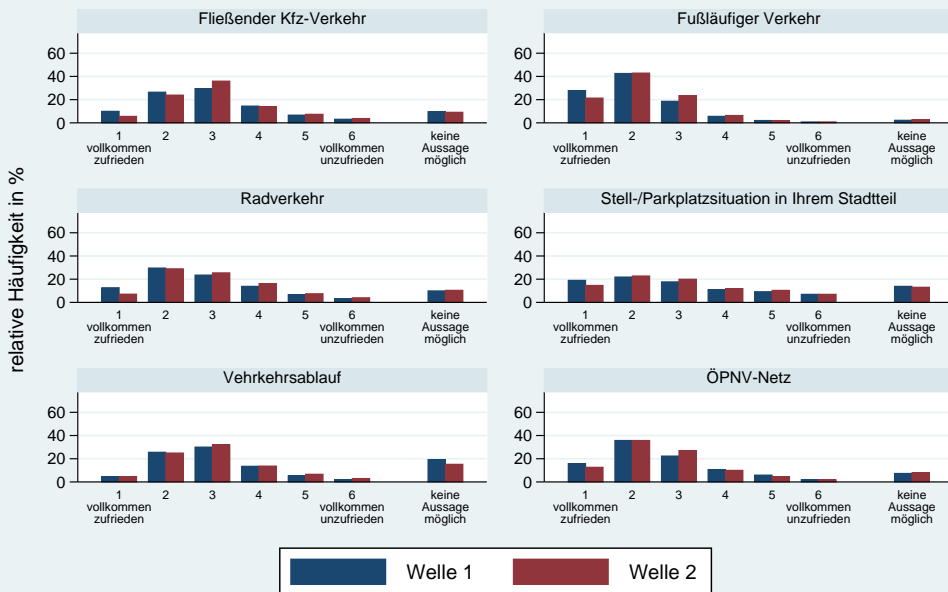 relative Häufigkeit in %
Fließender Kfz-Verkehr
60
40
20
0
1 2 3 4 5 6 keine
vollkommen vollkommen Aussage
zufrieden unzufrieden möglich
Fußläufiger Verkehr
60
40
20
0
1 2 3 4 5 6 keine
vollkommen vollkommen Aussage
zufrieden unzufrieden möglich
Radverkehr
60
40
20
0
1 2 3 4 5 6 keine
vollkommen vollkommen Aussage
zufrieden unzufrieden möglich
Stell-/Parkplatzsituation in Ihrem Stadtteil
60
40
20
0
1 2 3 4 5 6 keine
vollkommen vollkommen Aussage
zufrieden unzufrieden möglich
Vehrkehrsablauf
60
40
20
0
1 2 3 4 5 6 keine
vollkommen vollkommen Aussage
zufrieden unzufrieden möglich
ÖPNV-Netz
60
40
20
0
1 2 3 4 5 6 keine
vollkommen vollkommen Aussage
zufrieden unzufrieden möglich
Welle 1 Welle 2